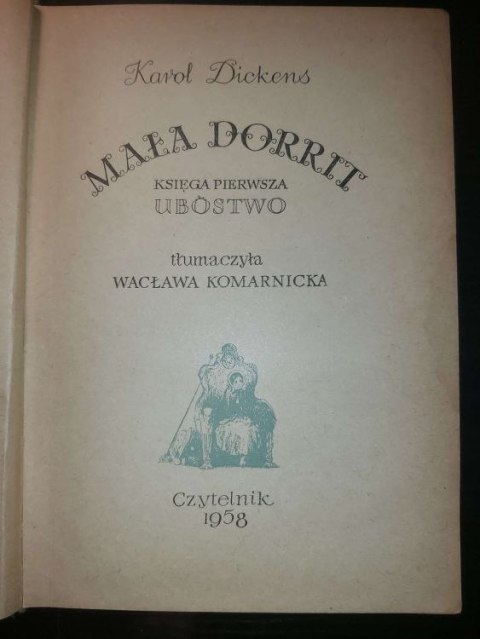 Karol Dickens
MAŁA DORRIT
KSIĘGA PIERWSZA
UBÓSTWO
tłumaczyła
WACŁAWA KOMARNICKA
Czytelnik
1958